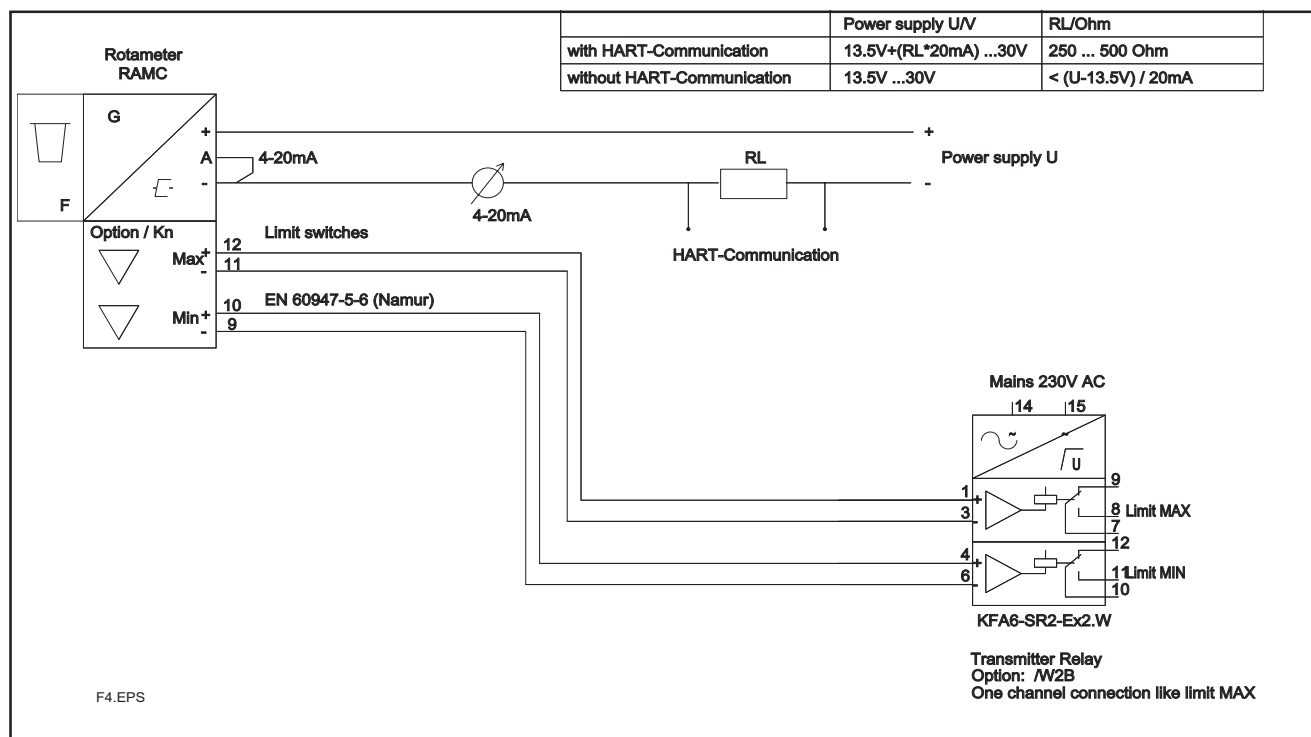 Power supply U/V RL/Ohm
with HART-Communication 13.5V+(RL*20mA) ...30V 250 ... 500 Ohm
without HART-Communication 13.5V ...30V < (U-13.5V) / 20mA
Rotameter
RAMC
G
+ +
A 4-20mA RL Power supply U
- -
F
4-20mA
Option / Kn 12 Limit switches
Max + HART-Communication
- 11
10 EN 60947-5-6 (Namur)
Min +
- 9
Mains 230V AC
14 15
~ ~
U
1 + 9
8 Limit MAX
3 - 7
12
4 +
11 Limit MIN
6 - 10
KFA6-SR2-Ex2.W
Transmitter Relay
Option: /W2B
One channel connection like limit MAX
F4.EPS